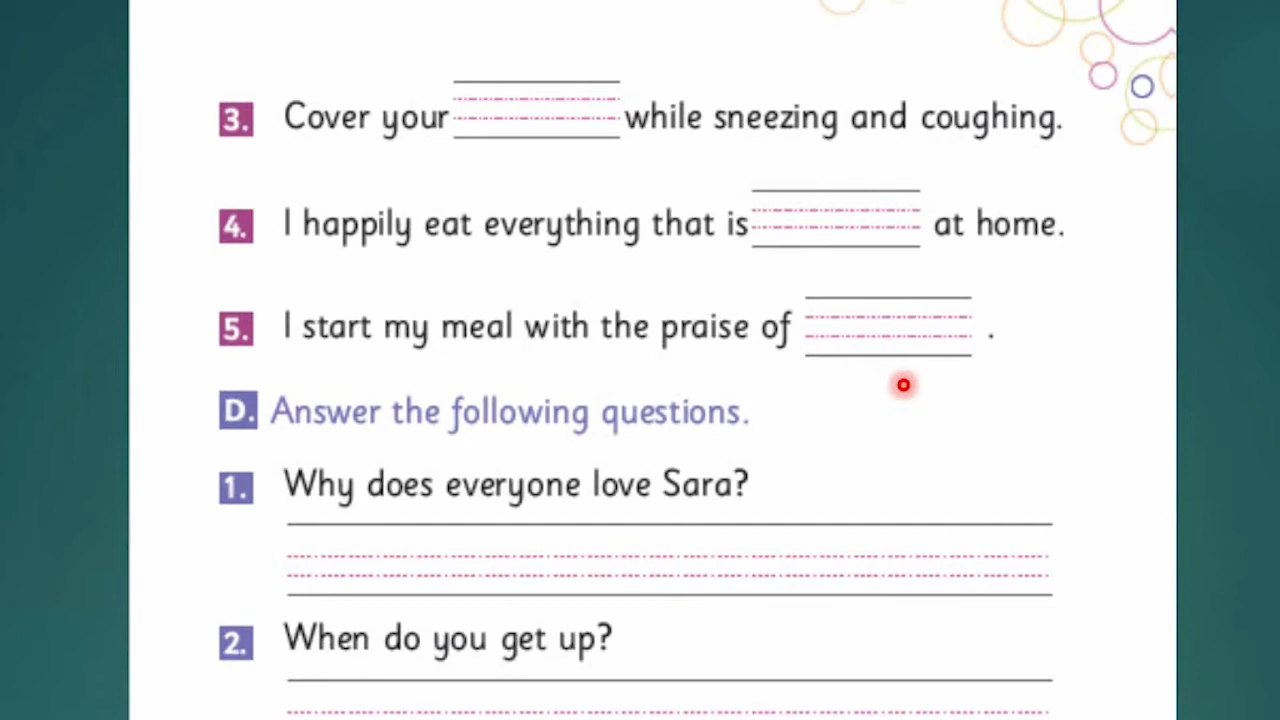 3. Cover your while sneezing and coughing.
4. I happily eat everything that is at home.
5. I start my meal with the praise of .
D. Answer the following questions.
1. Why does everyone love Sara?
2. When do you get up?